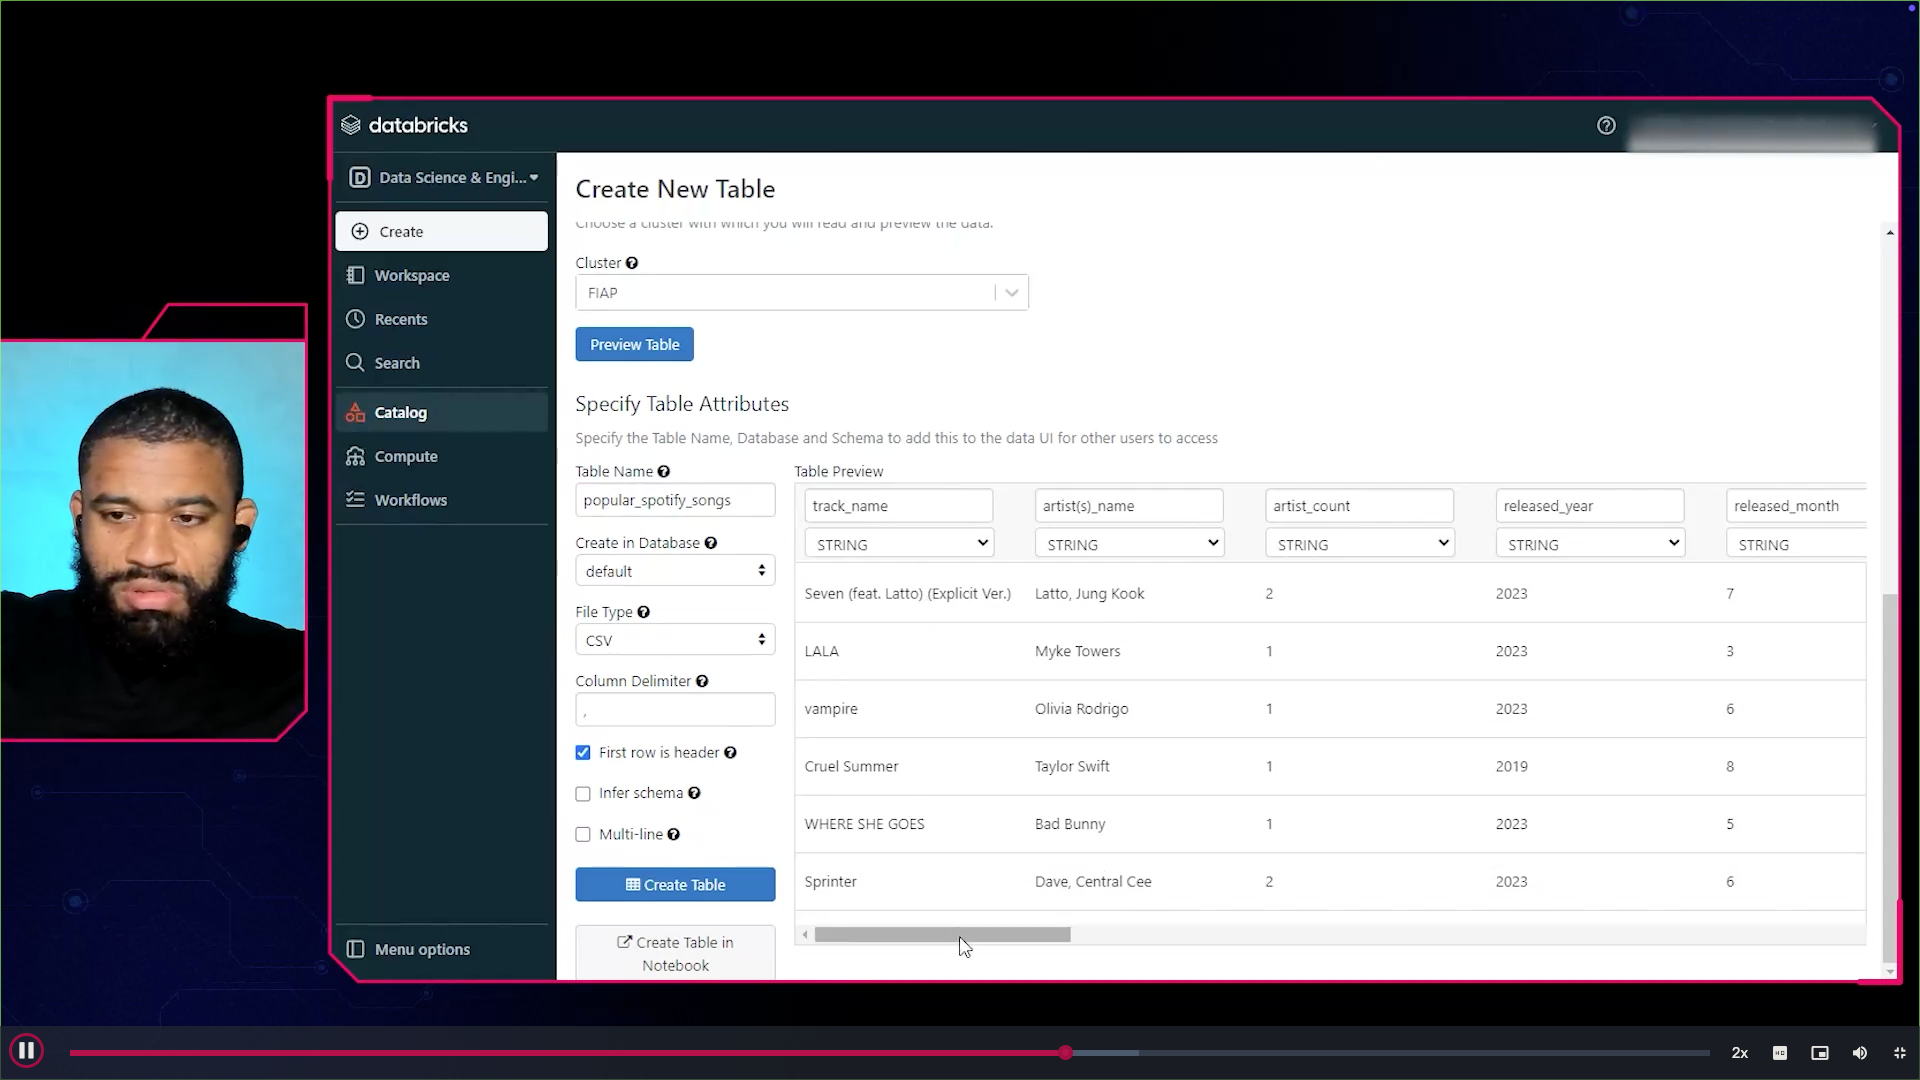 databricks
Data Science & Engi...
Create
Workspace
Recents
Search
Catalog
Compute
Workflows
Menu options
Create New Table
Choose a cluster with which you will read and preview the data.
Cluster
FIAP
Preview Table
Specify Table Attributes
Specify the Table Name, Database and Schema to add this to the data UI for other users to access
Table Name
popular_spotify_songs
Create in Database
default
File Type
CSV
Column Delimiter
,
First row is header
Infer schema
Multi-line
Create Table
Create Table in
Notebook
Table Preview
track_name artist(s)_name artist_count released_year released_month
STRING STRING STRING STRING STRING
Seven (feat. Latto) (Explicit Ver.) Latto, Jung Kook 2 2023 7
LALA Myke Towers 1 2023 3
vampire Olivia Rodrigo 1 2023 6
Cruel Summer Taylor Swift 1 2019 8
WHERE SHE GOES Bad Bunny 1 2023 5
Sprinter Dave, Central Cee 2 2023 6
2x
HD